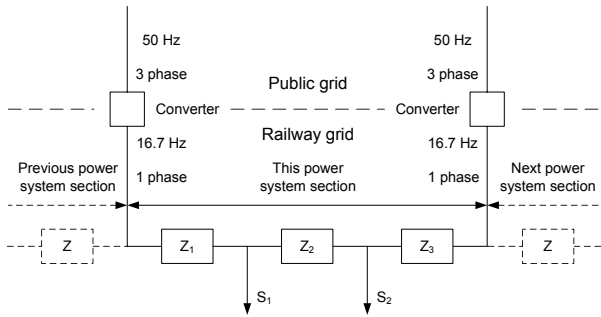 50 Hz
50 Hz
3 phase
3 phase
Public grid
Converter
Converter
Railway grid
16.7 Hz
16.7 Hz
Previous power
system section
This power
system section
Next power
system section
1 phase
1 phase
Z
Z1
Z2
Z3
Z
S1
S2